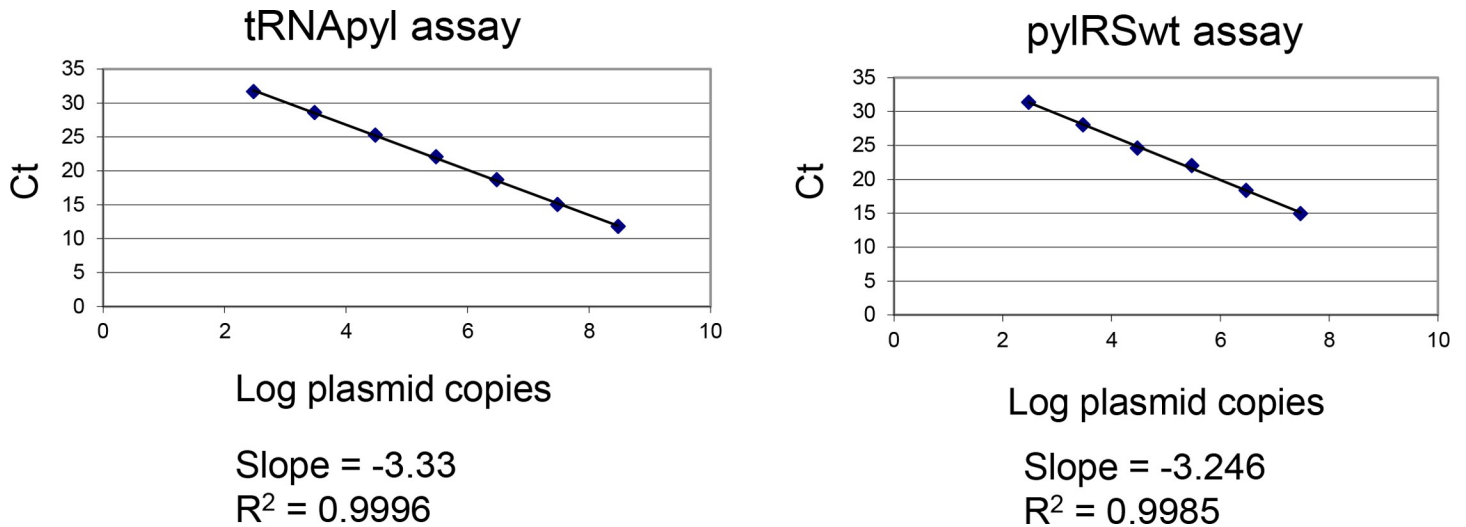 tRNApyl assay
35
30
25
20
15
10
5
0
Ct
0 2 4 6 8 10
Log plasmid copies
Slope = -3.33
R² = 0.9996
pylRSwt assay
35
30
25
20
15
10
5
0
Ct
0 2 4 6 8 10
Log plasmid copies
Slope = -3.246
R² = 0.9985